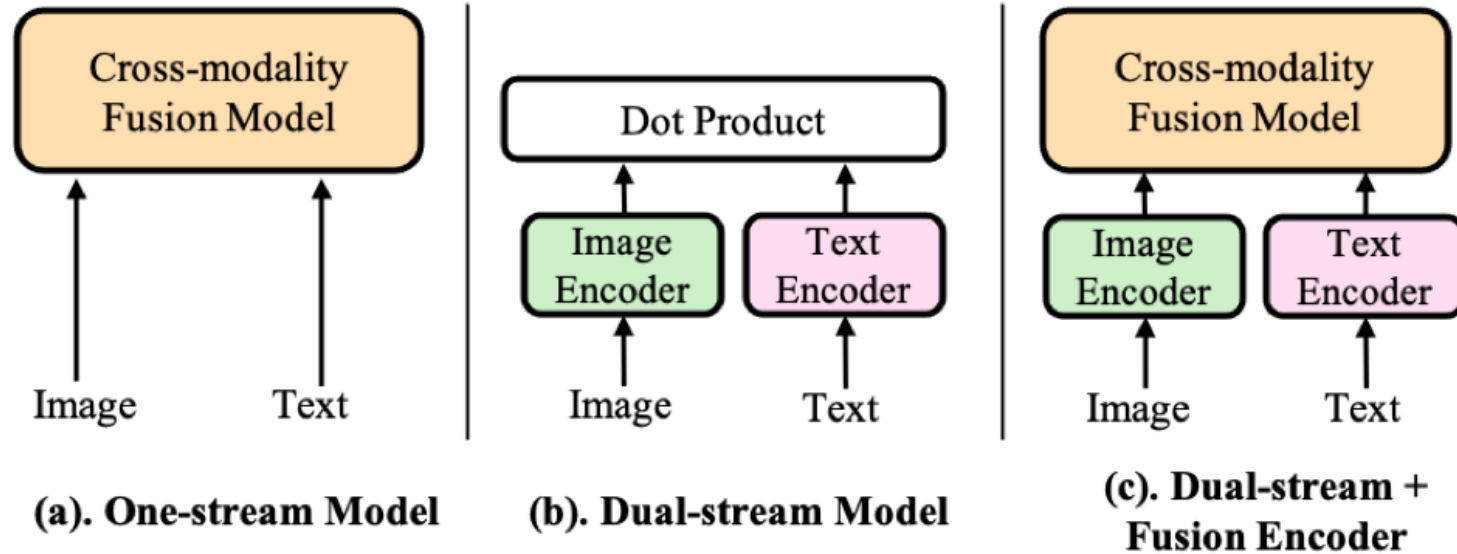 Cross-modality
Fusion Model
Image
Text
(a). One-stream Model
Dot Product
Image
Encoder
Text
Encoder
Image
Text
(b). Dual-stream Model
Cross-modality
Fusion Model
Image
Encoder
Text
Encoder
Image
Text
(c). Dual-stream +
Fusion Encoder